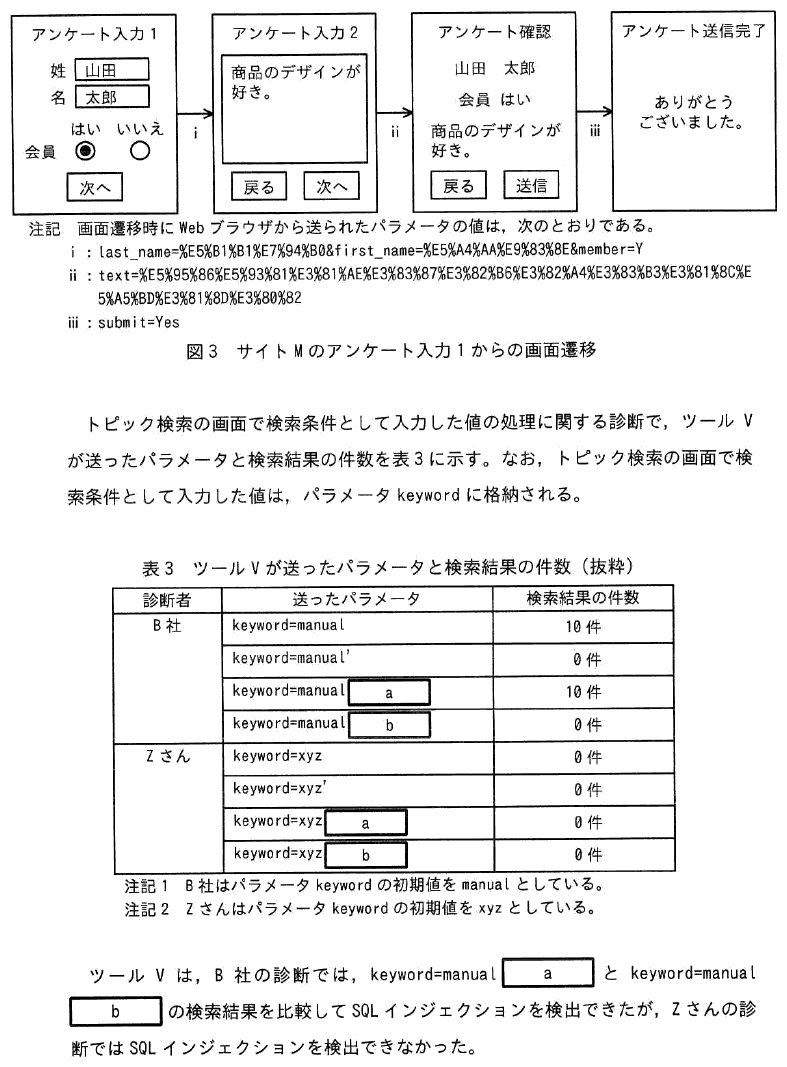 アンケート入力1
姓 山田
名 太郎
はい いいえ
会員
次へ
i
アンケート入力2
商品のデザインが
好き。
戻る 次へ
ii
アンケート確認
山田 太郎
会員 はい
商品のデザインが
好き。
戻る 送信
iii
アンケート送信完了
ありがとう
ございました。
注記 画面遷移時に Web ブラウザから送られたパラメータの値は，次のとおりである。
i : last_name=%E5%B1%B1%E7%94%B0&first_name=%E5%A4%AA%E9%83%8E&member=Y
ii : text=%E5%95%86%E5%93%81%E3%81%AE%E3%83%87%E3%82%B6%E3%82%A4%E3%83%B3%E3%81%8C%E
5%A5%BD%E3%81%8D%E3%80%82
iii : submit=Yes
図3 サイト M のアンケート入力1からの画面遷移
トピック検索の画面で検索条件として入力した値の処理に関する診断で，ツール V
が送ったパラメータと検索結果の件数を表3に示す。なお，トピック検索の画面で検
索条件として入力した値は，パラメータ keyword に格納される。
表3 ツール V が送ったパラメータと検索結果の件数（抜粋）
診断者 送ったパラメータ 検索結果の件数
B 社 keyword=manual 10 件
keyword=manual' 0 件
keyword=manual a 10 件
keyword=manual b 0 件
Z さん keyword=xyz 0 件
keyword=xyz' 0 件
keyword=xyz a 0 件
keyword=xyz b 0 件
注記1 B 社はパラメータ keyword の初期値を manual としている。
注記2 Z さんはパラメータ keyword の初期値を xyz としている。
ツール V は，B 社の診断では，keyword=manual a と keyword=manual
b の検索結果を比較して SQL インジェクションを検出できたが，Z さんの診
断では SQL インジェクションを検出できなかった。